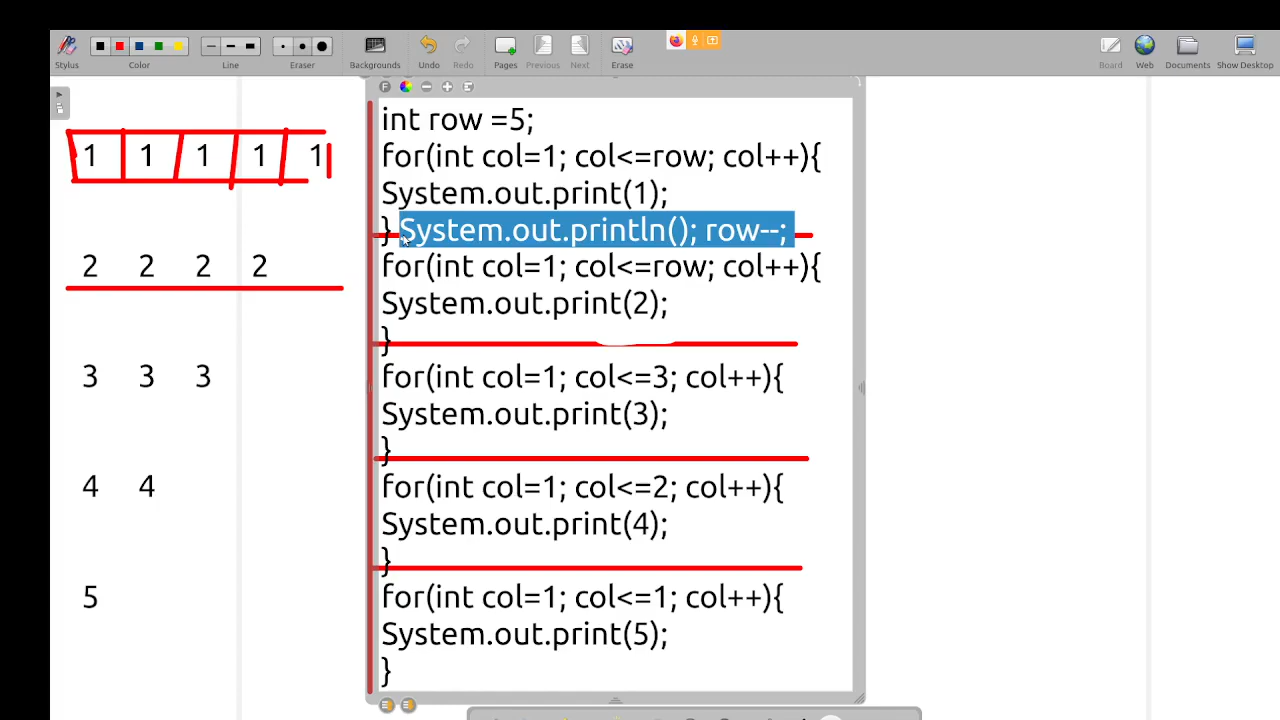 Stylus Color Line Eraser Backgrounds Undo Redo Pages Previous Next Erase Board Web Documents Show Desktop
1 1 1 1 1
2 2 2 2
3 3 3
4 4
5
int row =5;
for(int col=1; col<=row; col++){
System.out.print(1);
} System.out.println(); row--;
for(int col=1; col<=row; col++){
System.out.print(2);
}
for(int col=1; col<=3; col++){
System.out.print(3);
}
for(int col=1; col<=2; col++){
System.out.print(4);
}
for(int col=1; col<=1; col++){
System.out.print(5);
}